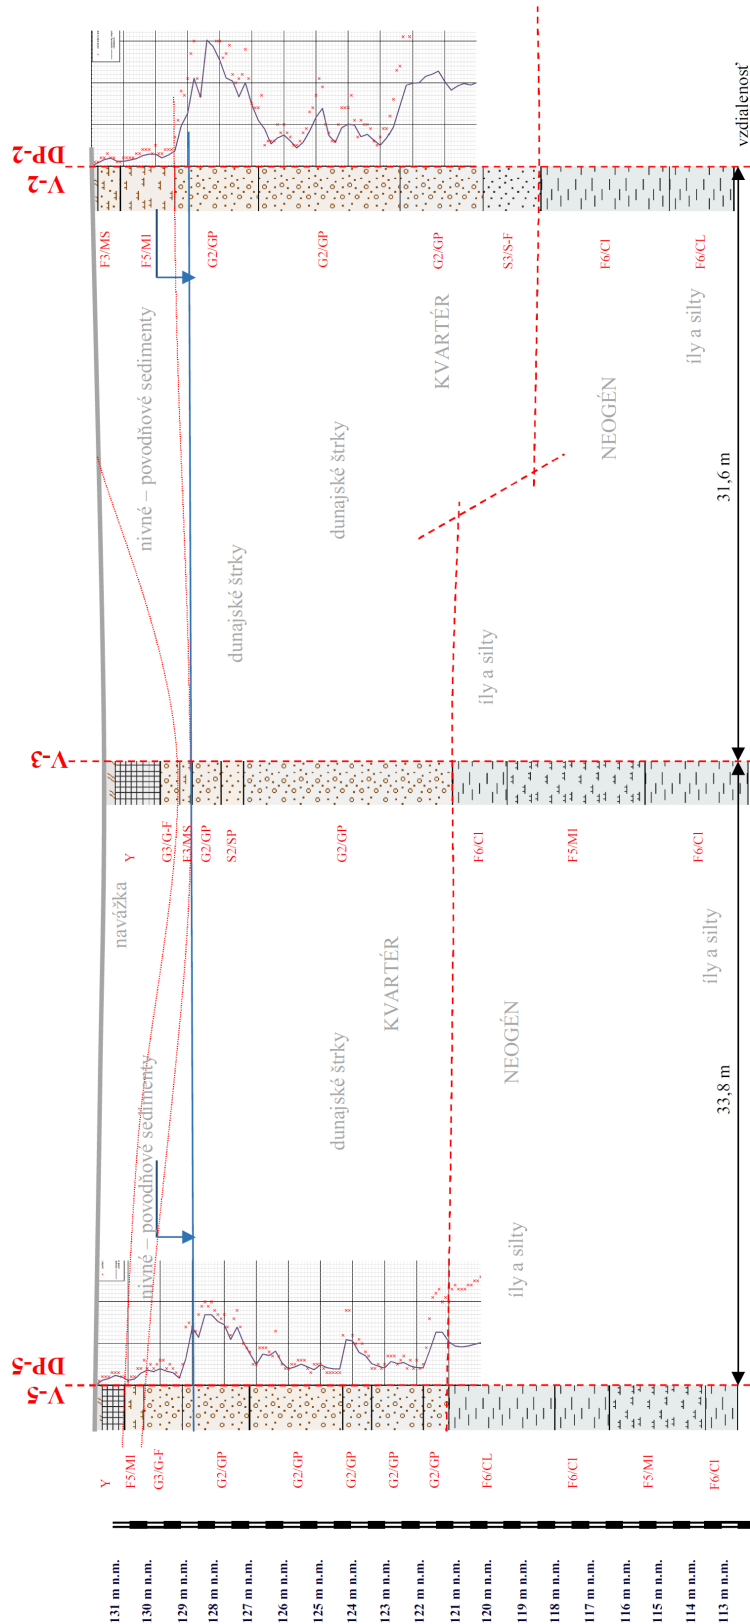 131 m n.m.
130 m n.m.
129 m n.m.
128 m n.m.
127 m n.m.
126 m n.m.
125 m n.m.
124 m n.m.
123 m n.m.
122 m n.m.
121 m n.m.
120 m n.m.
119 m n.m.
118 m n.m.
117 m n.m.
116 m n.m.
115 m n.m.
114 m n.m.
113 m n.m.
V-5
DP-5
Y
F5/MI
G3/G-F
G2/GP
G2/GP
G2/GP
G2/GP
G2/GP
F6/CL
F6/CI
F5/MI
F6/CI
nivné – povodňové sedimenty
dunajské štrky
KVARTÉR
NEOGÉN
íly a silty
íly a silty
navážka
33,8 m
V-3
Y
G3/G-F
F3/MS
G2/GP
S2/SP
G2/GP
F6/CI
F5/MI
F6/CI
nivné – povodňové sedimenty
dunajské štrky
dunajské štrky
KVARTÉR
NEOGÉN
íly a silty
íly a silty
31,6 m
V-2
DP-2
F3/MS
F5/MI
G2/GP
G2/GP
G2/GP
S3/S-F
F6/CI
F6/CL
vzdialenosť